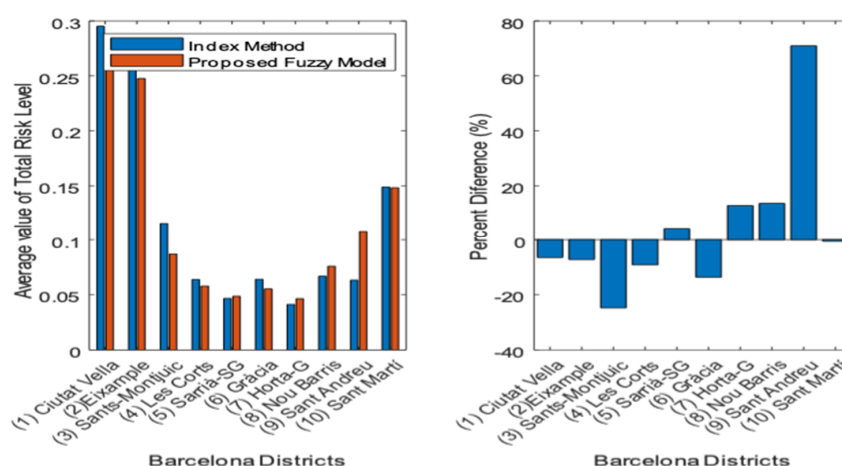 0.3
0.25
0.2
0.15
0.1
0.05
0
Average value of Total Risk Level
Index Method
Proposed Fuzzy Model
(1) Ciutat Vella
(2)Eixample
(3) Sants-Montjuic
(4) Les Corts
(5) Sarrià-SG
(6) Gràcia
(7) Horta-G
(8) Nou Barris
(9) Sant Andreu
(10) Sant Martí
Barcelona Districts
80
60
40
20
0
-20
-40
Percent Diference (%)
(1) Ciutat Vella
(2)Eixample
(3) Sants-Montjuic
(4) Les Corts
(5) Sarrià-SG
(6) Gràcia
(7) Horta-G
(8) Nou Barris
(9) Sant Andreu
(10) Sant Martí
Barcelona Districts